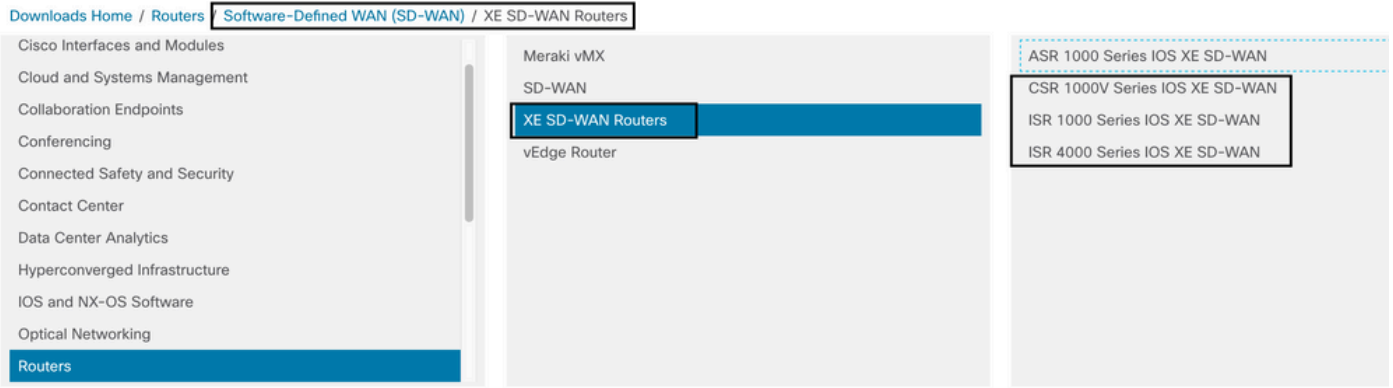 Downloads Home / Routers / Software-Defined WAN (SD-WAN) / XE SD-WAN Routers
Cisco Interfaces and Modules
Cloud and Systems Management
Collaboration Endpoints
Conferencing
Connected Safety and Security
Contact Center
Data Center Analytics
Hyperconverged Infrastructure
IOS and NX-OS Software
Optical Networking
Routers
Meraki vMX
SD-WAN
XE SD-WAN Routers
vEdge Router
ASR 1000 Series IOS XE SD-WAN
CSR 1000V Series IOS XE SD-WAN
ISR 1000 Series IOS XE SD-WAN
ISR 4000 Series IOS XE SD-WAN